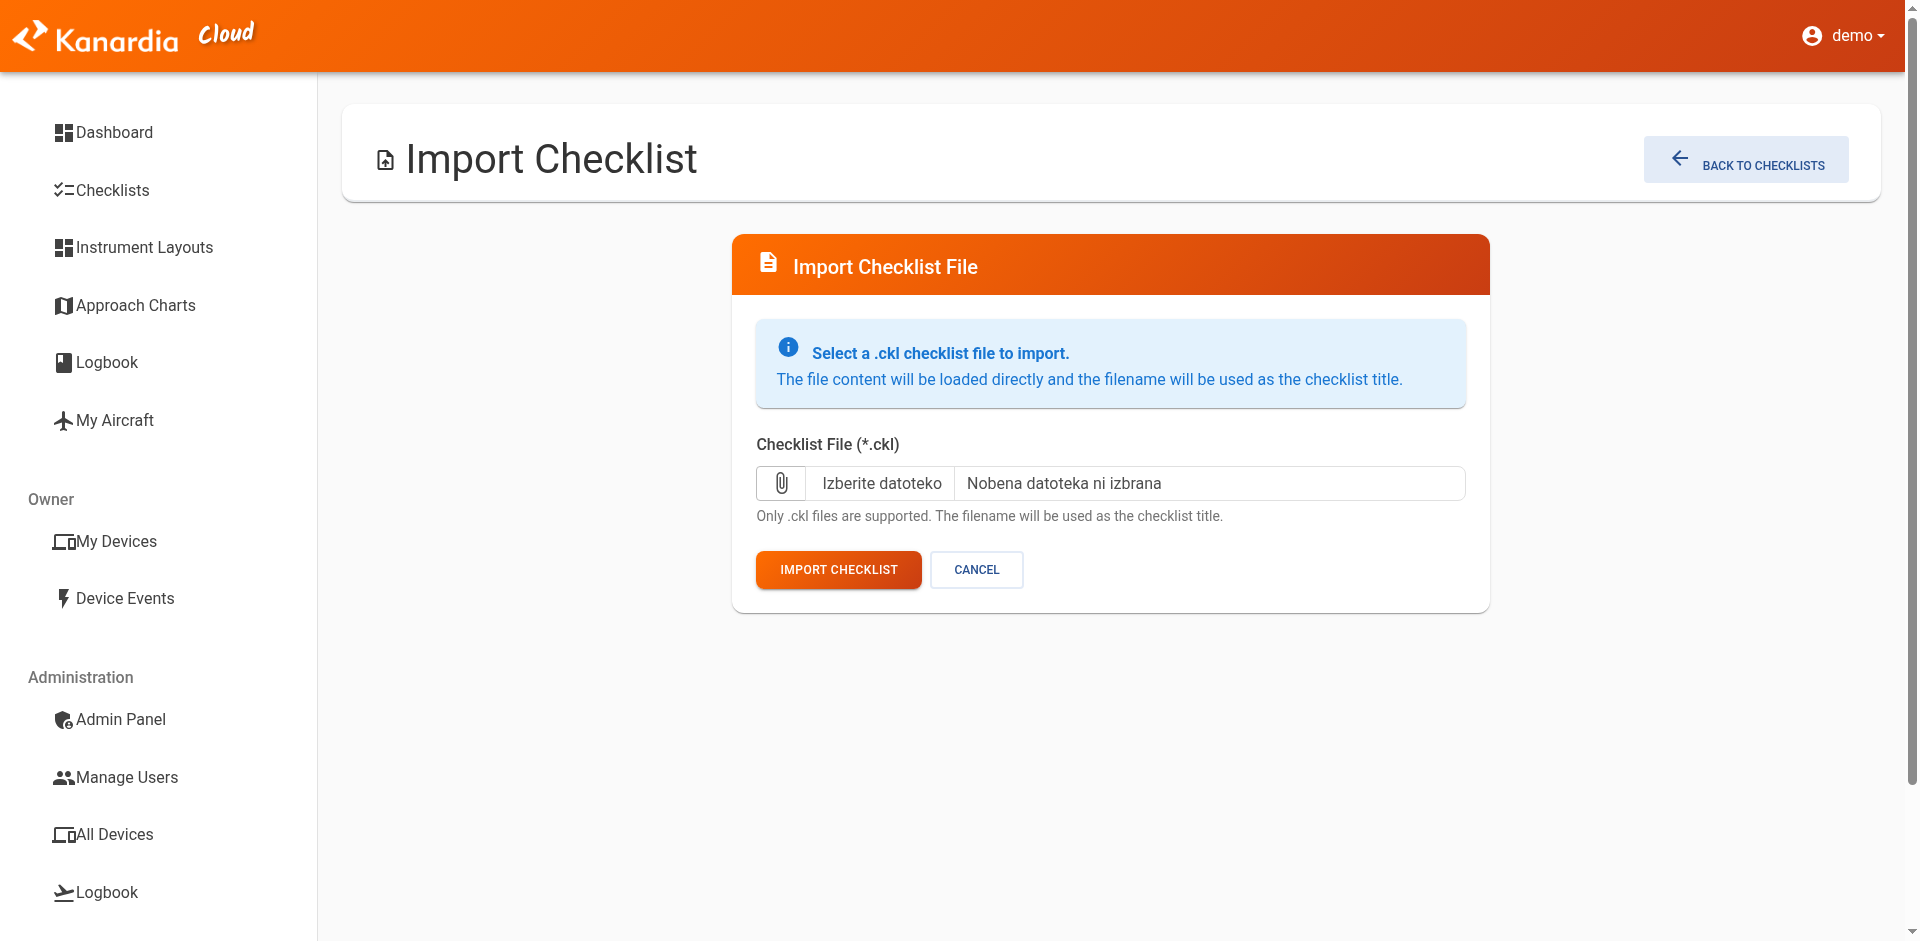 Kanardia Cloud
demo
Dashboard
Checklists
Instrument Layouts
Approach Charts
Logbook
My Aircraft
Owner
My Devices
Device Events
Administration
Admin Panel
Manage Users
All Devices
Logbook
Import Checklist
BACK TO CHECKLISTS
Import Checklist File
Select a .ckl checklist file to import.
The file content will be loaded directly and the filename will be used as the checklist title.
Checklist File (*.ckl)
Izberite datoteko Nobena datoteka ni izbrana
Only .ckl files are supported. The filename will be used as the checklist title.
IMPORT CHECKLIST CANCEL